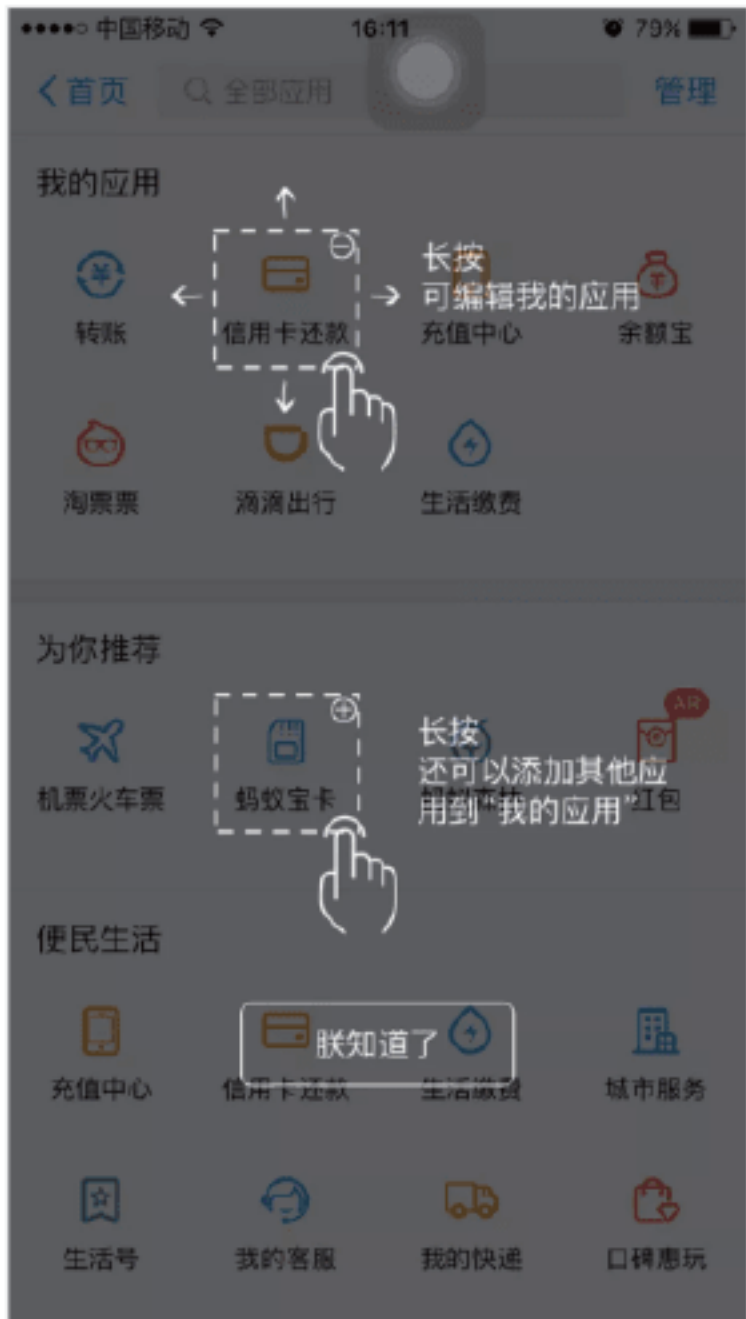 中国移动 16:11 79%
首页 全部应用 管理
我的应用
长按
可编辑我的应用
转账 信用卡还款 充值中心 余额宝
淘票票 滴滴出行 生活缴费
为你推荐
AR
长按
还可以添加其他应
用到“我的应用”
机票火车票 蚂蚁宝卡 红包
便民生活
朕知道了
充值中心 信用卡还款 生活缴费 城市服务
生活号 我的客服 我的快递 口碑惠玩